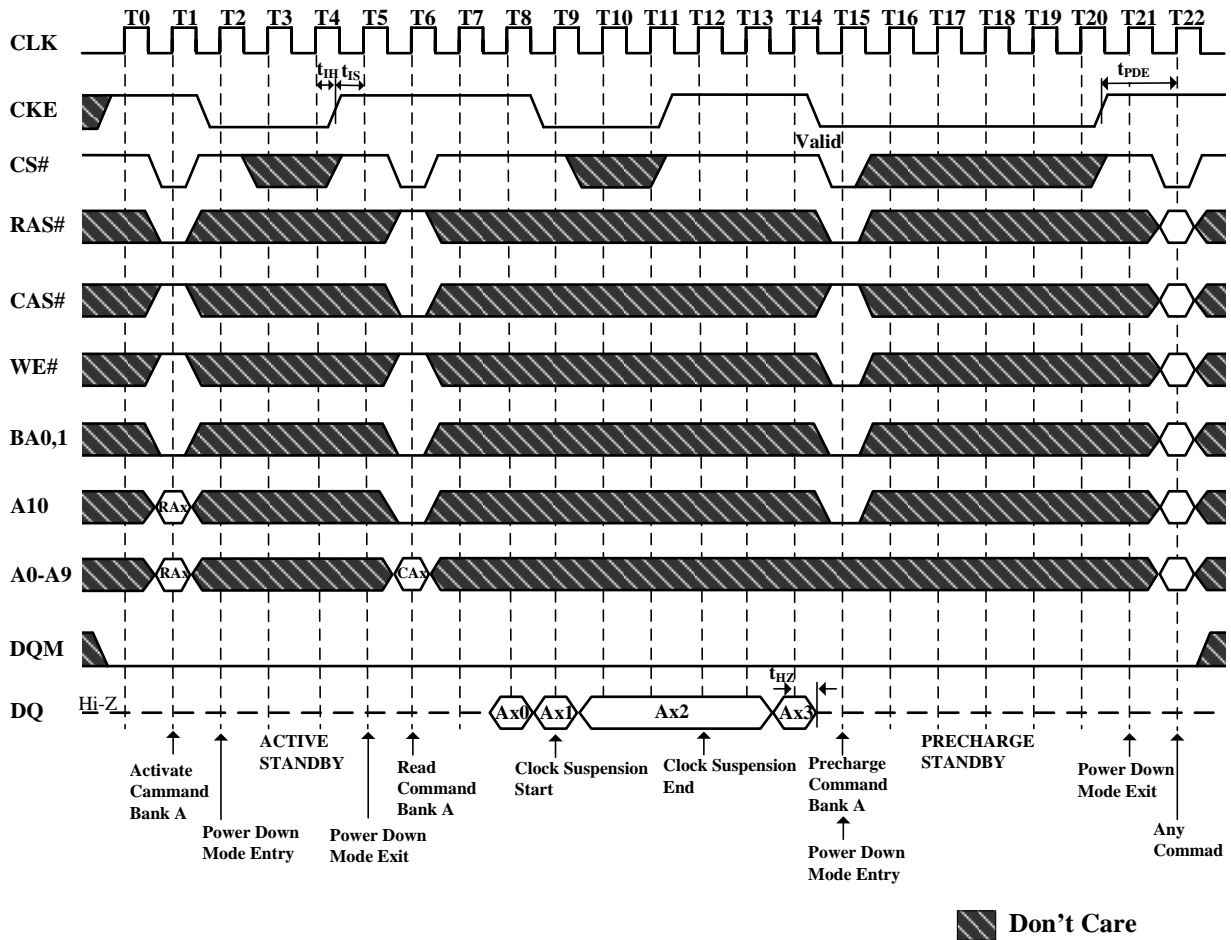 T0 T1 T2 T3 T4 T5 T6 T7 T8 T9 T10 T11 T12 T13 T14 T15 T16 T17 T18 T19 T20 T21 T22
CLK
tIH tIS
tPDE
CKE
Valid
CS#
RAS#
CAS#
WE#
BA0,1
A10
RAx
A0-A9
RAx
CAx
DQM
tHZ
DQ
Hi-Z
Ax0 Ax1 Ax2 Ax3
Activate
Cammand
Bank A
ACTIVE
STANDBY
Read
Command
Bank A
Clock Suspension
Start
Clock Suspension
End
Precharge
Command
Bank A
PRECHARGE
STANDBY
Power Down
Mode Exit
Power Down
Mode Entry
Power Down
Mode Exit
Power Down
Mode Entry
Any
Commad
Don't Care